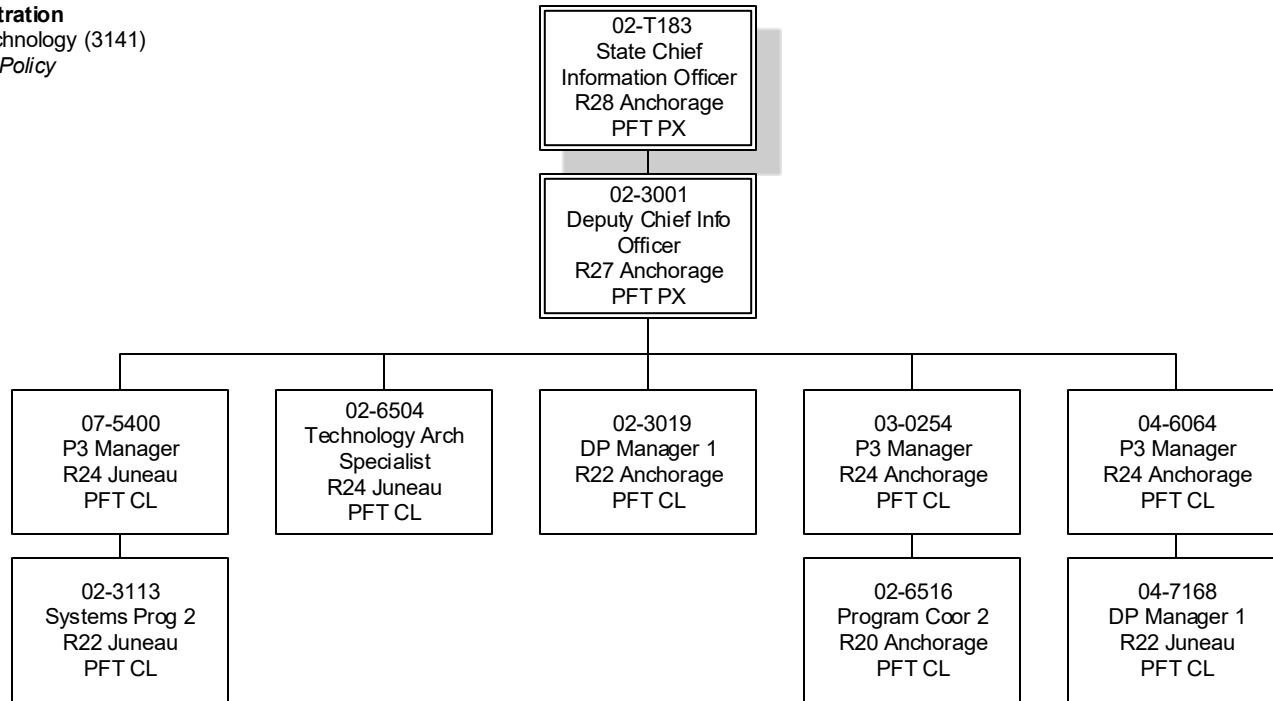 tration
chnology (3141)
Policy
02-T183
State Chief
Information Officer
R28 Anchorage
PFT PX
02-3001
Deputy Chief Info
Officer
R27 Anchorage
PFT PX
07-5400
P3 Manager
R24 Juneau
PFT CL
02-6504
Technology Arch
Specialist
R24 Juneau
PFT CL
02-3019
DP Manager 1
R22 Anchorage
PFT CL
03-0254
P3 Manager
R24 Anchorage
PFT CL
04-6064
P3 Manager
R24 Anchorage
PFT CL
02-3113
Systems Prog 2
R22 Juneau
PFT CL
02-6516
Program Coor 2
R20 Anchorage
PFT CL
04-7168
DP Manager 1
R22 Juneau
PFT CL